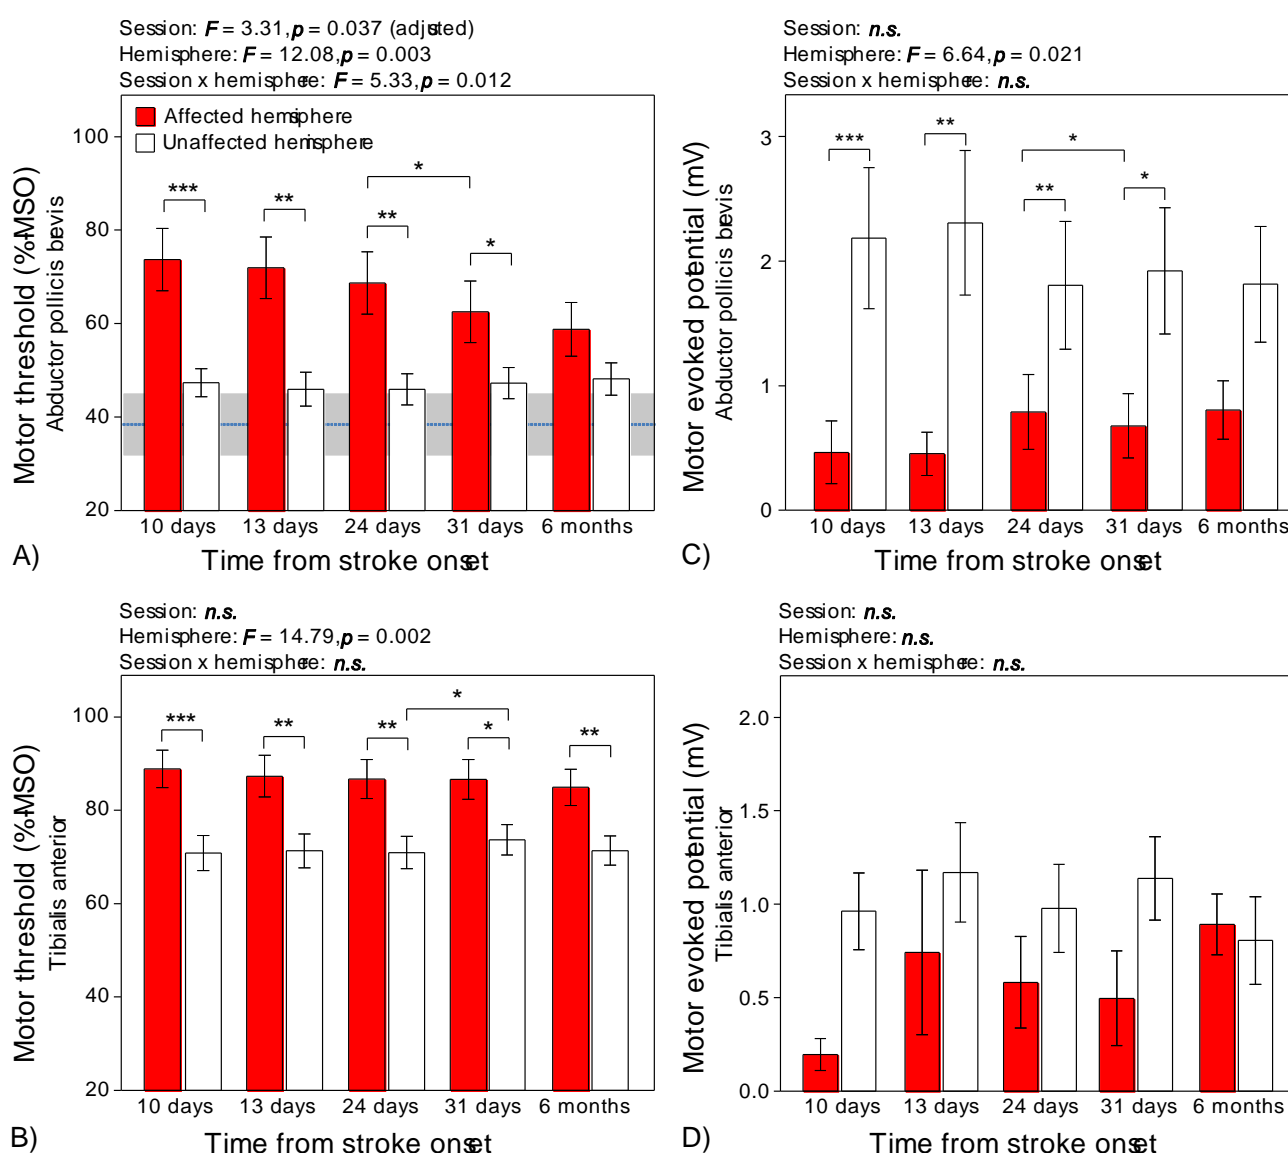 Session: F = 3.31, p = 0.037 (adjusted)
Hemisphere: F = 12.08, p = 0.003
Session x hemisphere: F = 5.33, p = 0.012
Affected hemisphere
Unaffected hemisphere
Motor threshold (%MSO)
Abductor pollicis bevis
100
80
60
40
20
***
**
**
*
*
10 days 13 days 24 days 31 days 6 months
Time from stroke onset
A)
Session: n.s.
Hemisphere: F = 6.64, p = 0.021
Session x hemisphere: n.s.
Motor evoked potential (mV)
Abductor pollicis bevis
3
2
1
0
***
**
**
*
*
10 days 13 days 24 days 31 days 6 months
Time from stroke onset
C)
Session: n.s.
Hemisphere: F = 14.79, p = 0.002
Session x hemisphere: n.s.
Motor threshold (%MSO)
Tibialis anterior
100
80
60
40
20
***
**
**
*
*
**
10 days 13 days 24 days 31 days 6 months
Time from stroke onset
B)
Session: n.s.
Hemisphere: n.s.
Session x hemisphere: n.s.
Motor evoked potential (mV)
Tibialis anterior
2.0
1.5
1.0
0.5
0.0
10 days 13 days 24 days 31 days 6 months
Time from stroke onset
D)